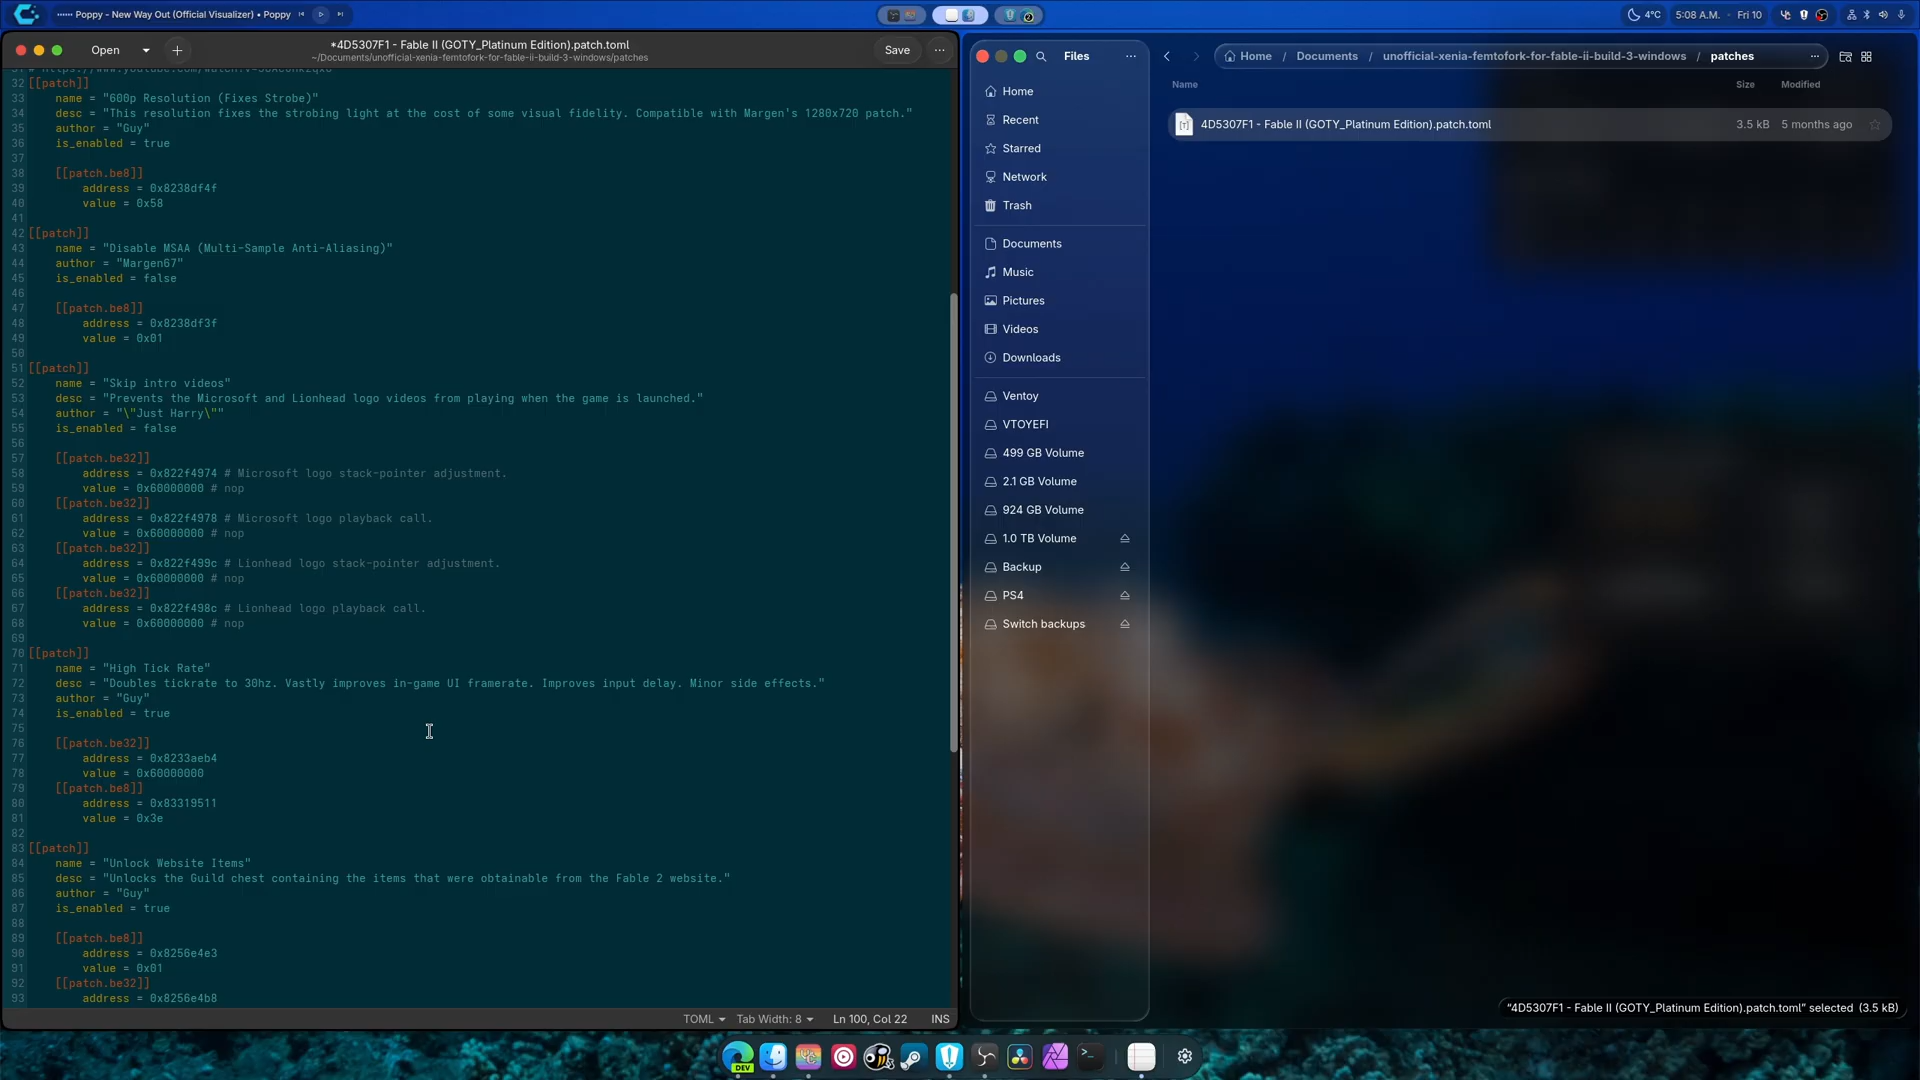 •••••• Poppy - New Way Out (Official Visualizer) • Poppy
4°C
5:08 A.M.
Fri 10
Open
*4D5307F1 - Fable II (GOTY_Platinum Edition).patch.toml
~/Documents/unofficial-xenia-femtofork-for-fable-ii-build-3-windows/patches
Save
32 [[patch]]
33 name = "600p Resolution (Fixes Strobe)"
34 desc = "This resolution fixes the strobing light at the cost of some visual fidelity. Compatible with Margen's 1280x720 patch."
35 author = "Guy"
36 is_enabled = true
37
38 [[patch.be8]]
39 address = 0x8238df4f
40 value = 0x58
41
42 [[patch]]
43 name = "Disable MSAA (Multi-Sample Anti-Aliasing)"
44 author = "Margen67"
45 is_enabled = false
46
47 [[patch.be8]]
48 address = 0x8238df3f
49 value = 0x01
50
51 [[patch]]
52 name = "Skip intro videos"
53 desc = "Prevents the Microsoft and Lionhead logo videos from playing when the game is launched."
54 author = "\"Just Harry\""
55 is_enabled = false
56
57 [[patch.be32]]
58 address = 0x822f4974 # Microsoft logo stack-pointer adjustment.
59 value = 0x60000000 # nop
60 [[patch.be32]]
61 address = 0x822f4978 # Microsoft logo playback call.
62 value = 0x60000000 # nop
63 [[patch.be32]]
64 address = 0x822f499c # Lionhead logo stack-pointer adjustment.
65 value = 0x60000000 # nop
66 [[patch.be32]]
67 address = 0x822f498c # Lionhead logo playback call.
68 value = 0x60000000 # nop
69
70 [[patch]]
71 name = "High Tick Rate"
72 desc = "Doubles tickrate to 30hz. Vastly improves in-game UI framerate. Improves input delay. Minor side effects."
73 author = "Guy"
74 is_enabled = true
75
76 [[patch.be32]]
77 address = 0x8233aeb4
78 value = 0x60000000
79 [[patch.be8]]
80 address = 0x83319511
81 value = 0x3e
82
83 [[patch]]
84 name = "Unlock Website Items"
85 desc = "Unlocks the Guild chest containing the items that were obtainable from the Fable 2 website."
86 author = "Guy"
87 is_enabled = true
88
89 [[patch.be8]]
90 address = 0x8256e4e3
91 value = 0x01
92 [[patch.be32]]
93 address = 0x8256e4b8
TOML
Tab Width: 8
Ln 100, Col 22
INS
Files
Home
Recent
Starred
Network
Trash
Documents
Music
Pictures
Videos
Downloads
Ventoy
VTOYEFI
499 GB Volume
2.1 GB Volume
924 GB Volume
1.0 TB Volume
Backup
PS4
Switch backups
Home / Documents / unofficial-xenia-femtofork-for-fable-ii-build-3-windows / patches
Name
Size
Modified
4D5307F1 - Fable II (GOTY_Platinum Edition).patch.toml
3.5 kB
5 months ago
"4D5307F1 - Fable II (GOTY_Platinum Edition).patch.toml" selected (3.5 kB)
DEV